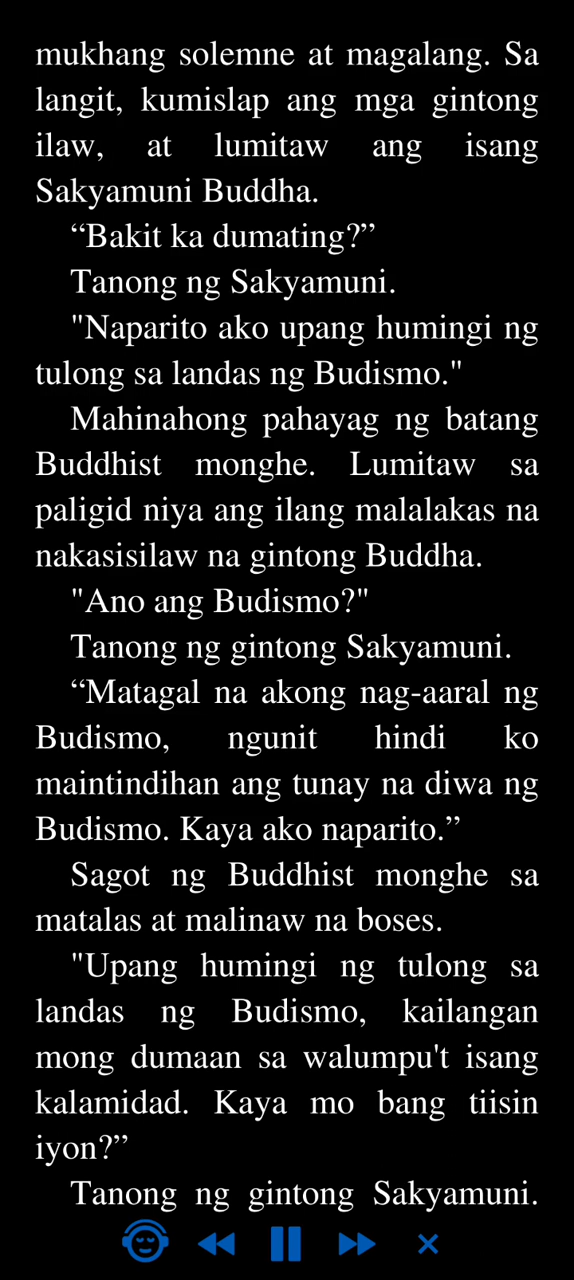 mukhang solemne at magalang. Sa
langit, kumislap ang mga gintong
ilaw, at lumitaw ang isang
Sakyamuni Buddha.
“Bakit ka dumating?”
Tanong ng Sakyamuni.
"Naparito ako upang humingi ng
tulong sa landas ng Budismo."
Mahinahong pahayag ng batang
Buddhist monghe. Lumitaw sa
paligid niya ang ilang malalakas na
nakasisilaw na gintong Buddha.
"Ano ang Budismo?"
Tanong ng gintong Sakyamuni.
“Matagal na akong nag-aaral ng
Budismo, ngunit hindi ko
maintindihan ang tunay na diwa ng
Budismo. Kaya ako naparito.”
Sagot ng Buddhist monghe sa
matalas at malinaw na boses.
"Upang humingi ng tulong sa
landas ng Budismo, kailangan
mong dumaan sa walumpu't isang
kalamidad. Kaya mo bang tiisin
iyon?”
Tanong ng gintong Sakyamuni.